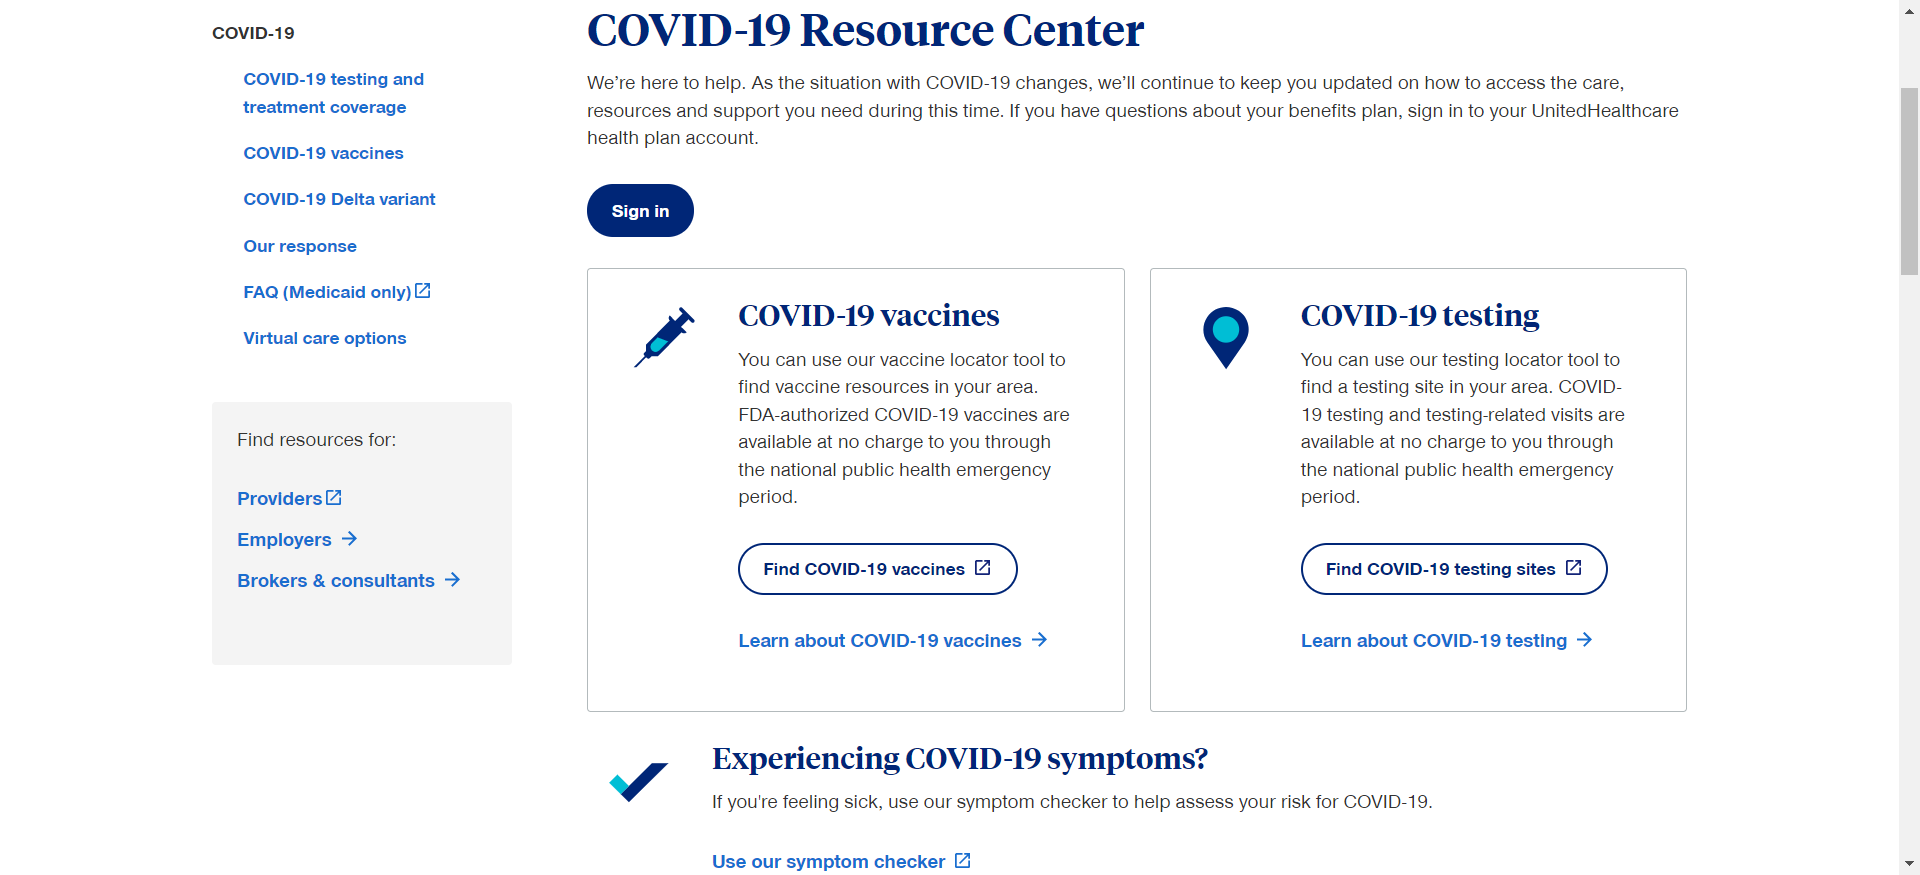 COVID-19
COVID-19 testing and
treatment coverage
COVID-19 vaccines
COVID-19 Delta variant
Our response
FAQ (Medicaid only)
Virtual care options
Find resources for:
Providers
Employers
Brokers & consultants
COVID-19 Resource Center
We’re here to help. As the situation with COVID-19 changes, we’ll continue to keep you updated on how to access the care,
resources and support you need during this time. If you have questions about your benefits plan, sign in to your UnitedHealthcare
health plan account.
Sign in
COVID-19 vaccines
You can use our vaccine locator tool to
find vaccine resources in your area.
FDA-authorized COVID-19 vaccines are
available at no charge to you through
the national public health emergency
period.
Find COVID-19 vaccines
Learn about COVID-19 vaccines
COVID-19 testing
You can use our testing locator tool to
find a testing site in your area. COVID-
19 testing and testing-related visits are
available at no charge to you through
the national public health emergency
period.
Find COVID-19 testing sites
Learn about COVID-19 testing
Experiencing COVID-19 symptoms?
If you're feeling sick, use our symptom checker to help assess your risk for COVID-19.
Use our symptom checker